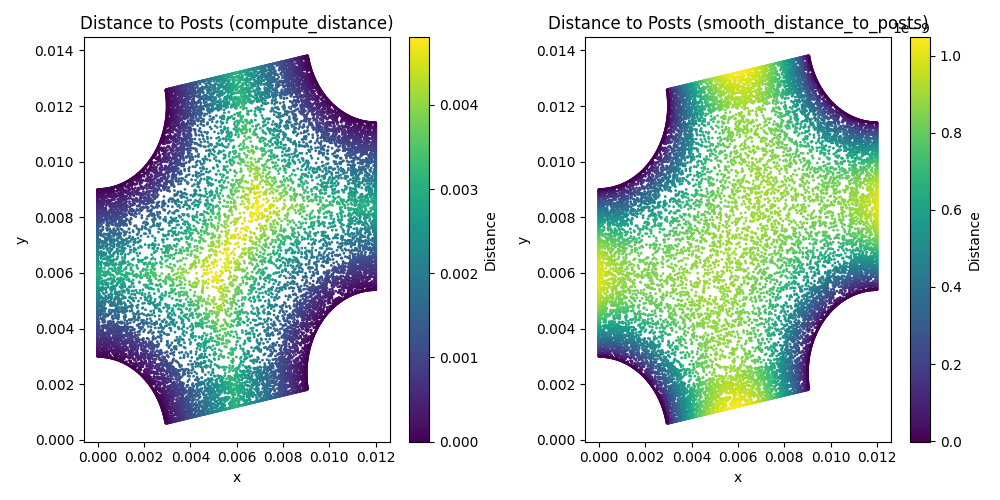 Distance to Posts (compute_distance)
0.014
0.012
0.010
0.008
0.006
0.004
0.002
0.000
y
0.000 0.002 0.004 0.006 0.008 0.010 0.012
x
0.004
0.003
0.002
0.001
0.000
Distance
Distance to Posts (smooth_distance_to_posts)
1e−9
0.014
0.012
0.010
0.008
0.006
0.004
0.002
0.000
y
0.000 0.002 0.004 0.006 0.008 0.010 0.012
x
1.0
0.8
0.6
0.4
0.2
0.0
Distance